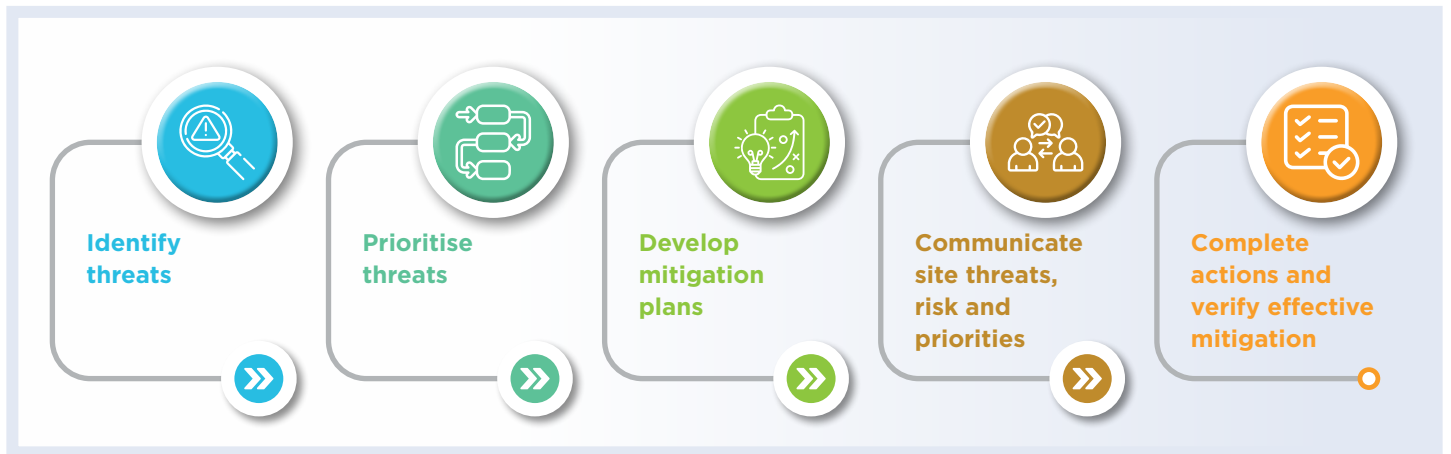 Identify
threats
Prioritise
threats
Develop
mitigation
plans
Communicate
site threats,
risk and
priorities
Complete
actions and
verify effective
mitigation